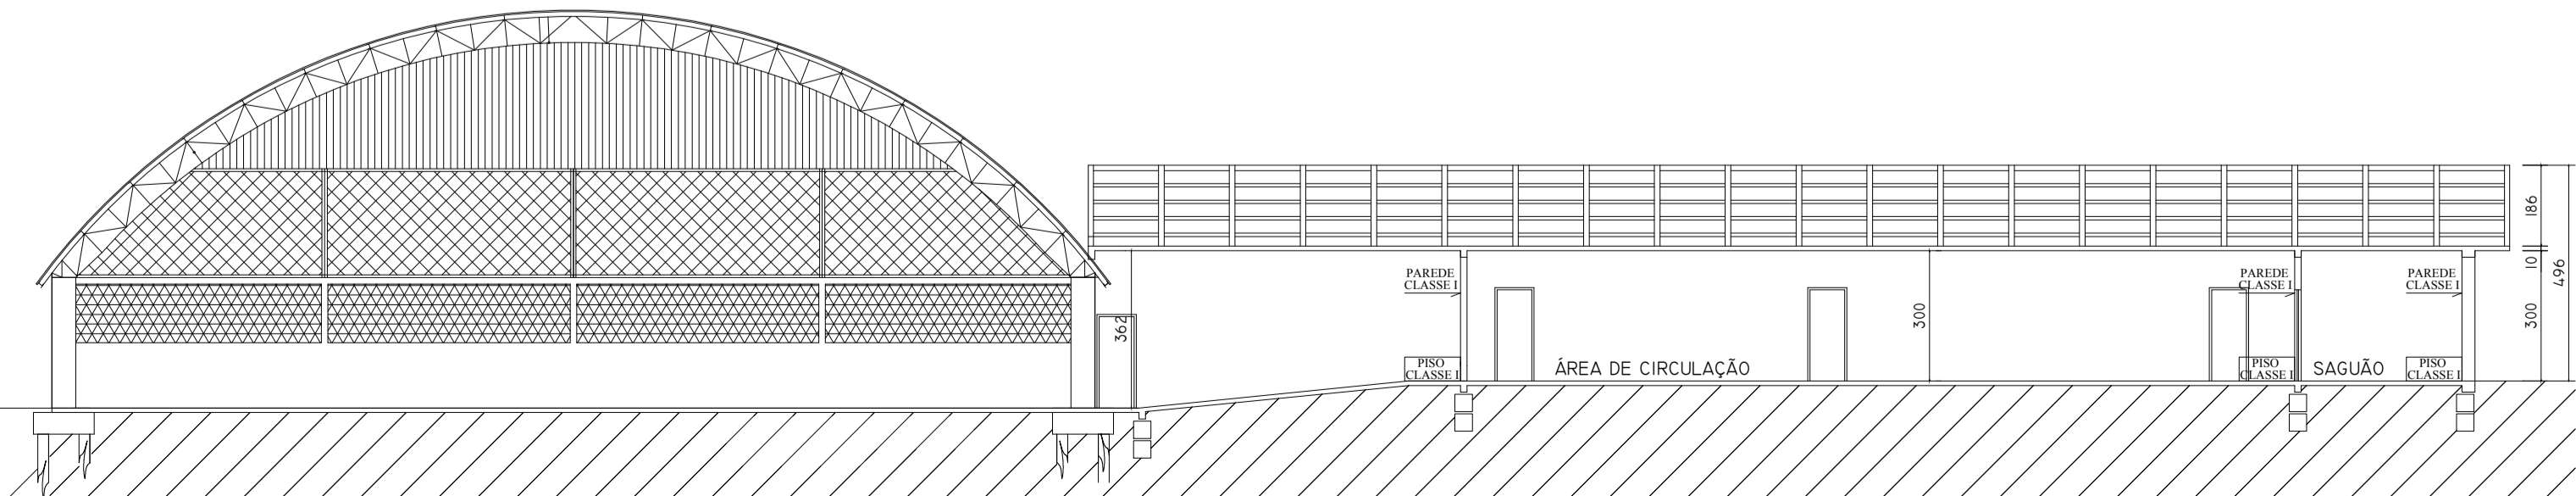 PAREDE
CLASSE I
PISO
CLASSE I
362
ÁREA DE CIRCULAÇÃO
300
PAREDE
CLASSE I
PISO
CLASSE I
SAGUÃO
PAREDE
CLASSE I
PISO
CLASSE I
186
10
300
496